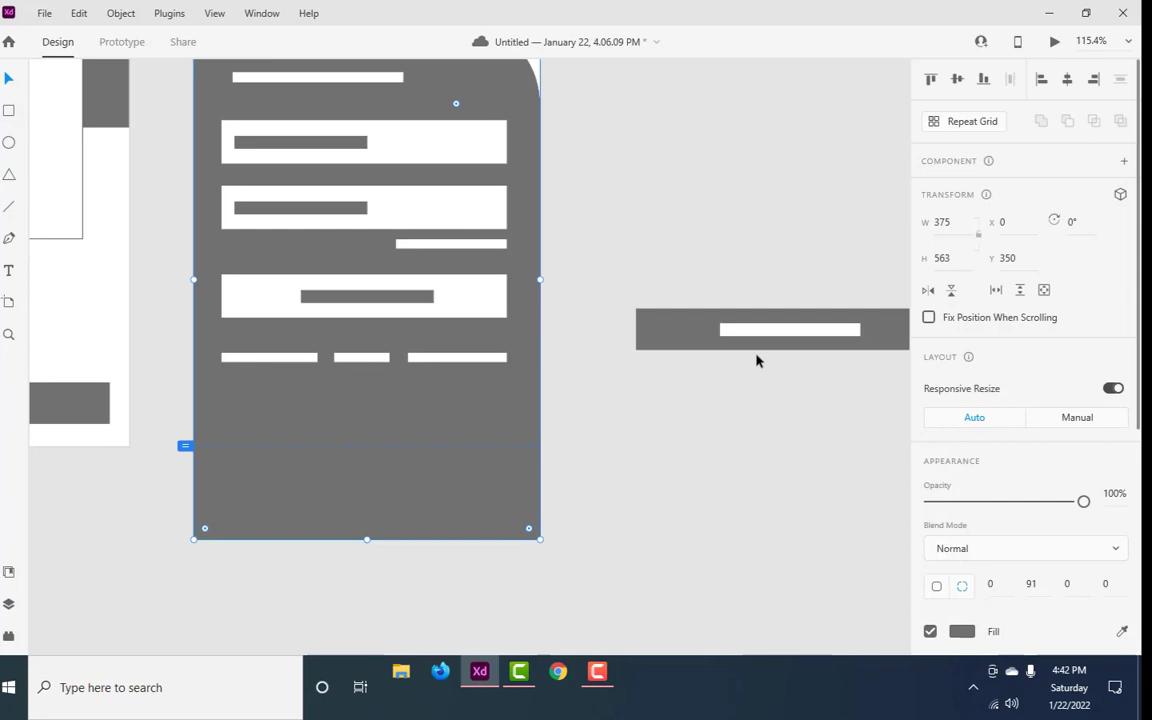 Xd File Edit Object Plugins View Window Help
Design Prototype Share Untitled — January 22, 4.06.09 PM * 115.4%
Repeat Grid
COMPONENT
TRANSFORM
W 375 X 0 0°
H 563 Y 350
Fix Position When Scrolling
LAYOUT
Responsive Resize
Auto Manual
APPEARANCE
Opacity
100%
Blend Mode
Normal
0 91 0 0
Fill
T
Type here to search
Xd
4:42 PM
Saturday
1/22/2022